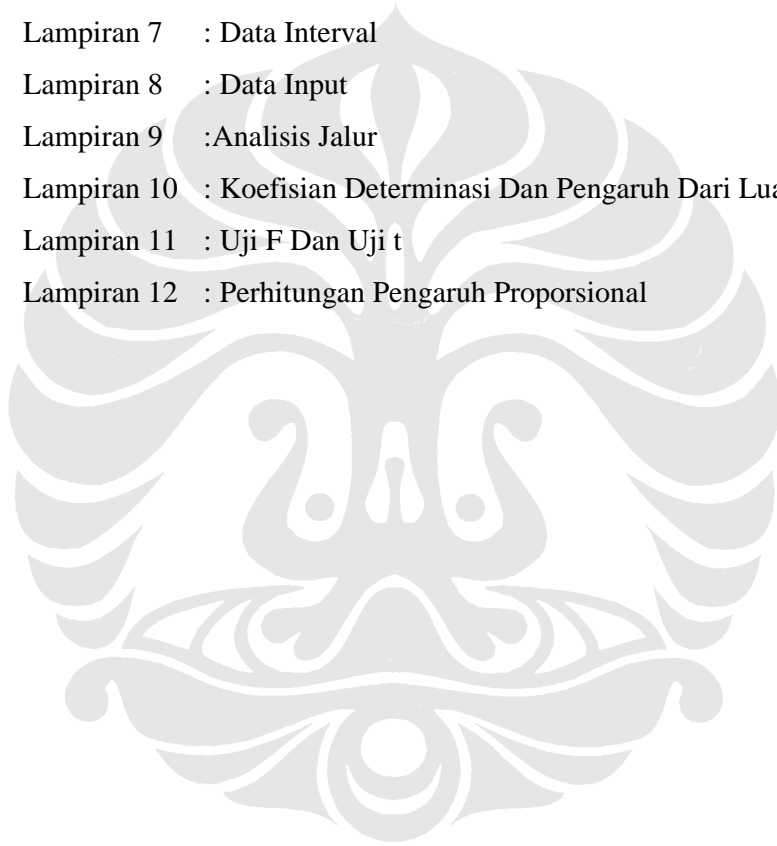 Lampiran 7 : Data Interval
Lampiran 8 : Data Input
Lampiran 9 :Analisis Jalur
Lampiran 10 : Koefisian Determinasi Dan Pengaruh Dari
Lampiran 11 : Uji F Dan Uji t
Lampiran 12 : Perhitungan Pengaruh Proporsional